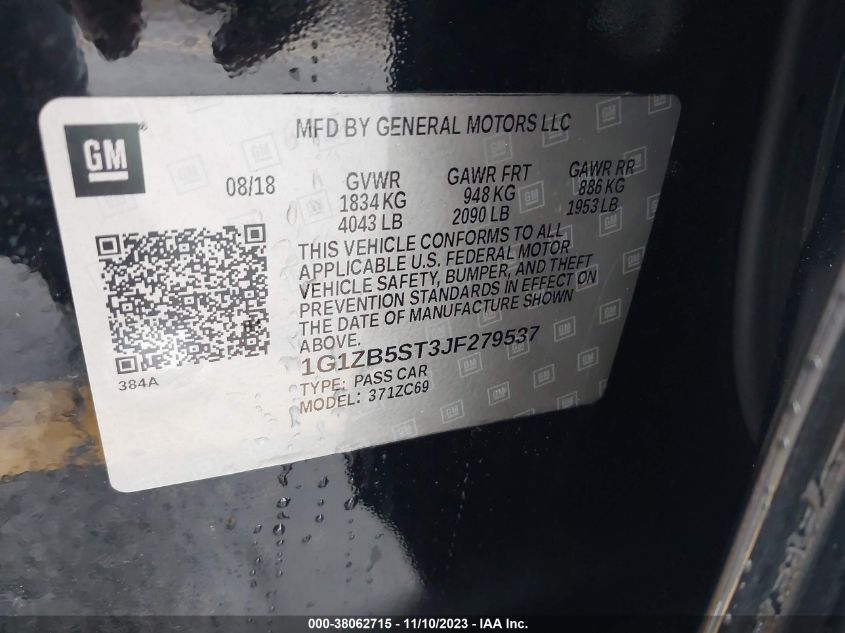 GM
MFD BY GENERAL MOTORS LLC
08/18
GVWR
1834 KG
4043 LB
GAWR FRT
948 KG
2090 LB
GAWR RR
886 KG
1953 LB
THIS VEHICLE CONFORMS TO ALL
APPLICABLE U.S. FEDERAL MOTOR
VEHICLE SAFETY, BUMPER, AND THEFT
PREVENTION STANDARDS IN EFFECT ON
THE DATE OF MANUFACTURE SHOWN
ABOVE.
1G1ZB5ST3JF279537
TYPE: PASS CAR
MODEL: 371ZC69
384A
000-38062715 - 11/10/2023 - IAA Inc.